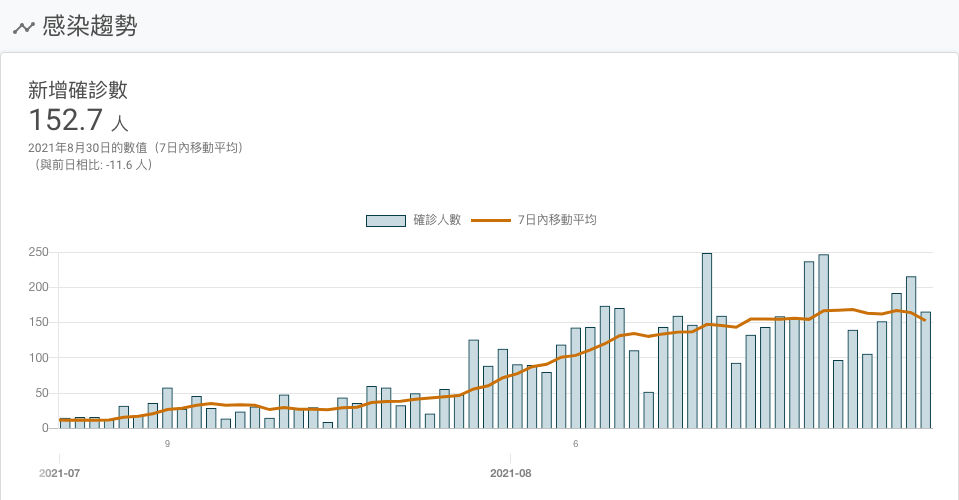 感染趨勢
新增確診數
152.7 人
2021年8月30日的數值（7日內移動平均）
（與前日相比: -11.6 人）
確診人數 7日內移動平均
250
200
150
100
50
0
9 6
2021-07 2021-08